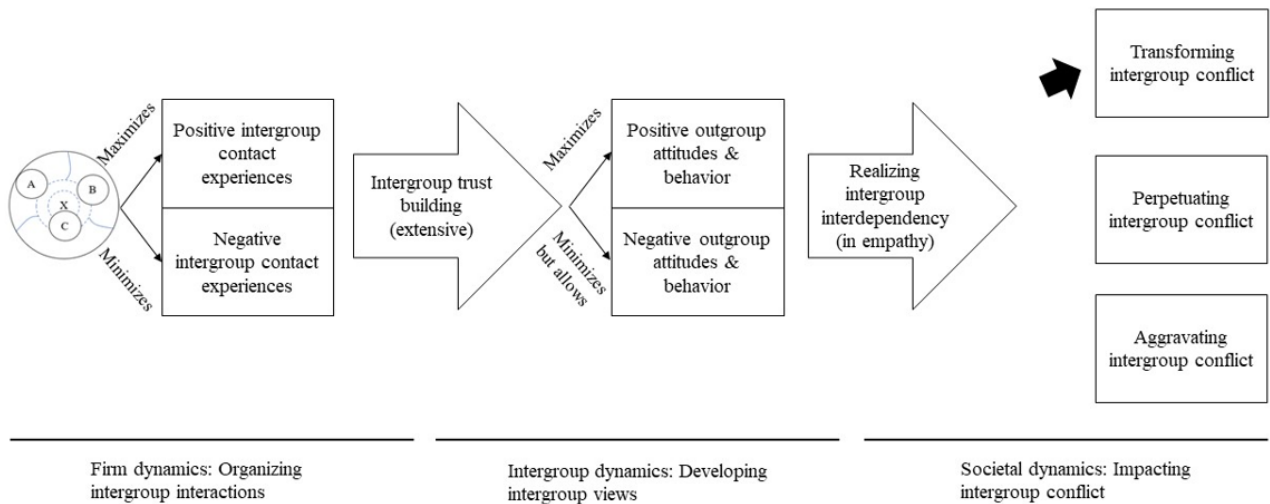 A
B
X
C
Maximizes
Minimizes
Positive intergroup
contact
experiences
Negative
intergroup contact
experiences
Intergroup trust
building
(extensive)
Maximizes
Minimizes
but allows
Positive outgroup
attitudes &
behavior
Negative outgroup
attitudes &
behavior
Realizing
intergroup
interdependency
(in empathy)
Transforming
intergroup conflict
Perpetuating
intergroup conflict
Aggravating
intergroup conflict
Firm dynamics: Organizing
intergroup interactions
Intergroup dynamics: Developing
intergroup views
Societal dynamics: Impacting
intergroup conflict